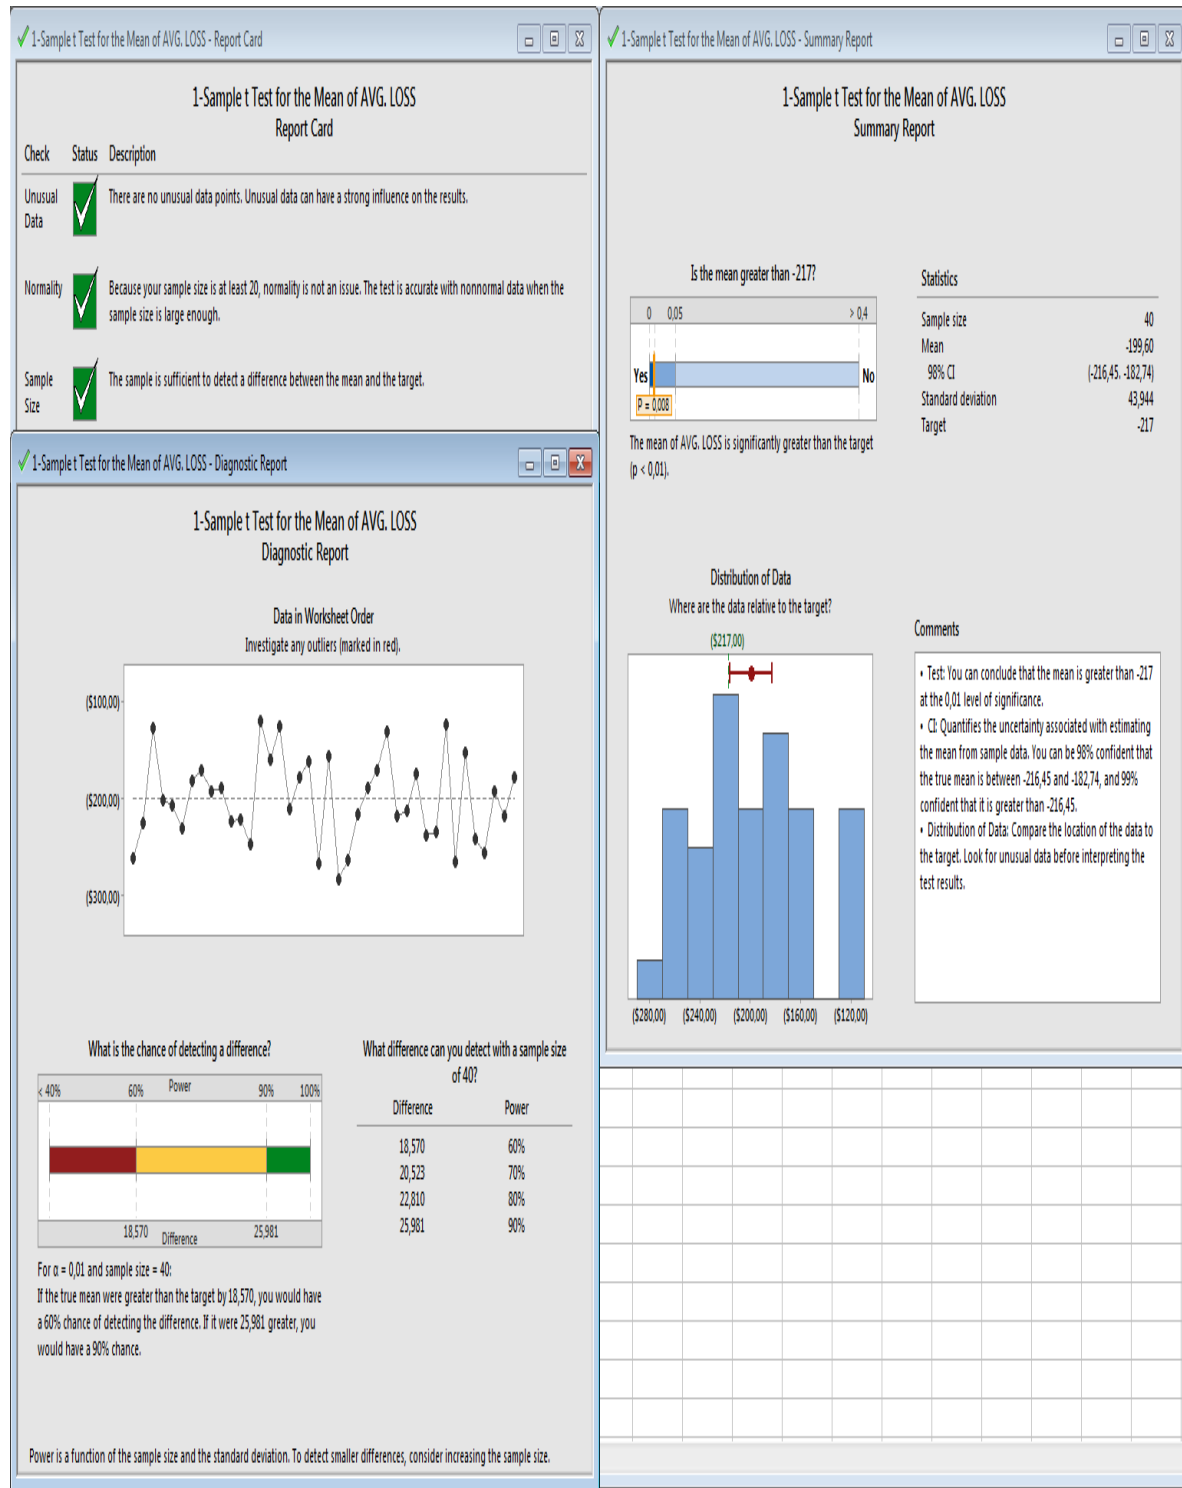 1-Sample t Test for the Mean of AVG. LOSS - Report Card
1-Sample t Test for the Mean of AVG. LOSS
Report Card
Check Status Description
Unusual Data
There are no unusual data points. Unusual data can have a strong influence on the results.
Normality
Because your sample size is at least 20, normality is not an issue. The test is accurate with nonnormal data when the
sample size is large enough.
Sample Size
The sample is sufficient to detect a difference between the mean and the target.
1-Sample t Test for the Mean of AVG. LOSS - Diagnostic Report
1-Sample t Test for the Mean of AVG. LOSS
Diagnostic Report
Data in Worksheet Order
Investigate any outliers (marked in red).
($100,00)
($200,00)
($300,00)
What is the chance of detecting a difference?
< 40% 60% Power 90% 100%
18,570 Difference 25,981
For α = 0,01 and sample size = 40:
If the true mean were greater than the target by 18,570, you would have
a 60% chance of detecting the difference. If it were 25,981 greater, you
would have a 90% chance.
What difference can you detect with a sample size
of 40?
Difference Power
18,570 60%
20,523 70%
22,810 80%
25,981 90%
Power is a function of the sample size and the standard deviation. To detect smaller differences, consider increasing the sample size.
1-Sample t Test for the Mean of AVG. LOSS - Summary Report
1-Sample t Test for the Mean of AVG. LOSS
Summary Report
Is the mean greater than -217?
0 0,05 > 0,4
Yes No
P = 0,008
The mean of AVG. LOSS is significantly greater than the target
(p < 0,01).
Statistics
Sample size 40
Mean -199,60
98% CI (-216,45. -182,74)
Standard deviation 43,944
Target -217
Distribution of Data
Where are the data relative to the target?
($217,00)
($280,00) ($240,00) ($200,00) ($160,00) ($120,00)
Comments
• Test: You can conclude that the mean is greater than -217
at the 0,01 level of significance.
• CI: Quantifies the uncertainty associated with estimating
the mean from sample data. You can be 98% confident that
the true mean is between -216,45 and -182,74, and 99%
confident that it is greater than -216,45.
• Distribution of Data: Compare the location of the data to
the target. Look for unusual data before interpreting the
test results.